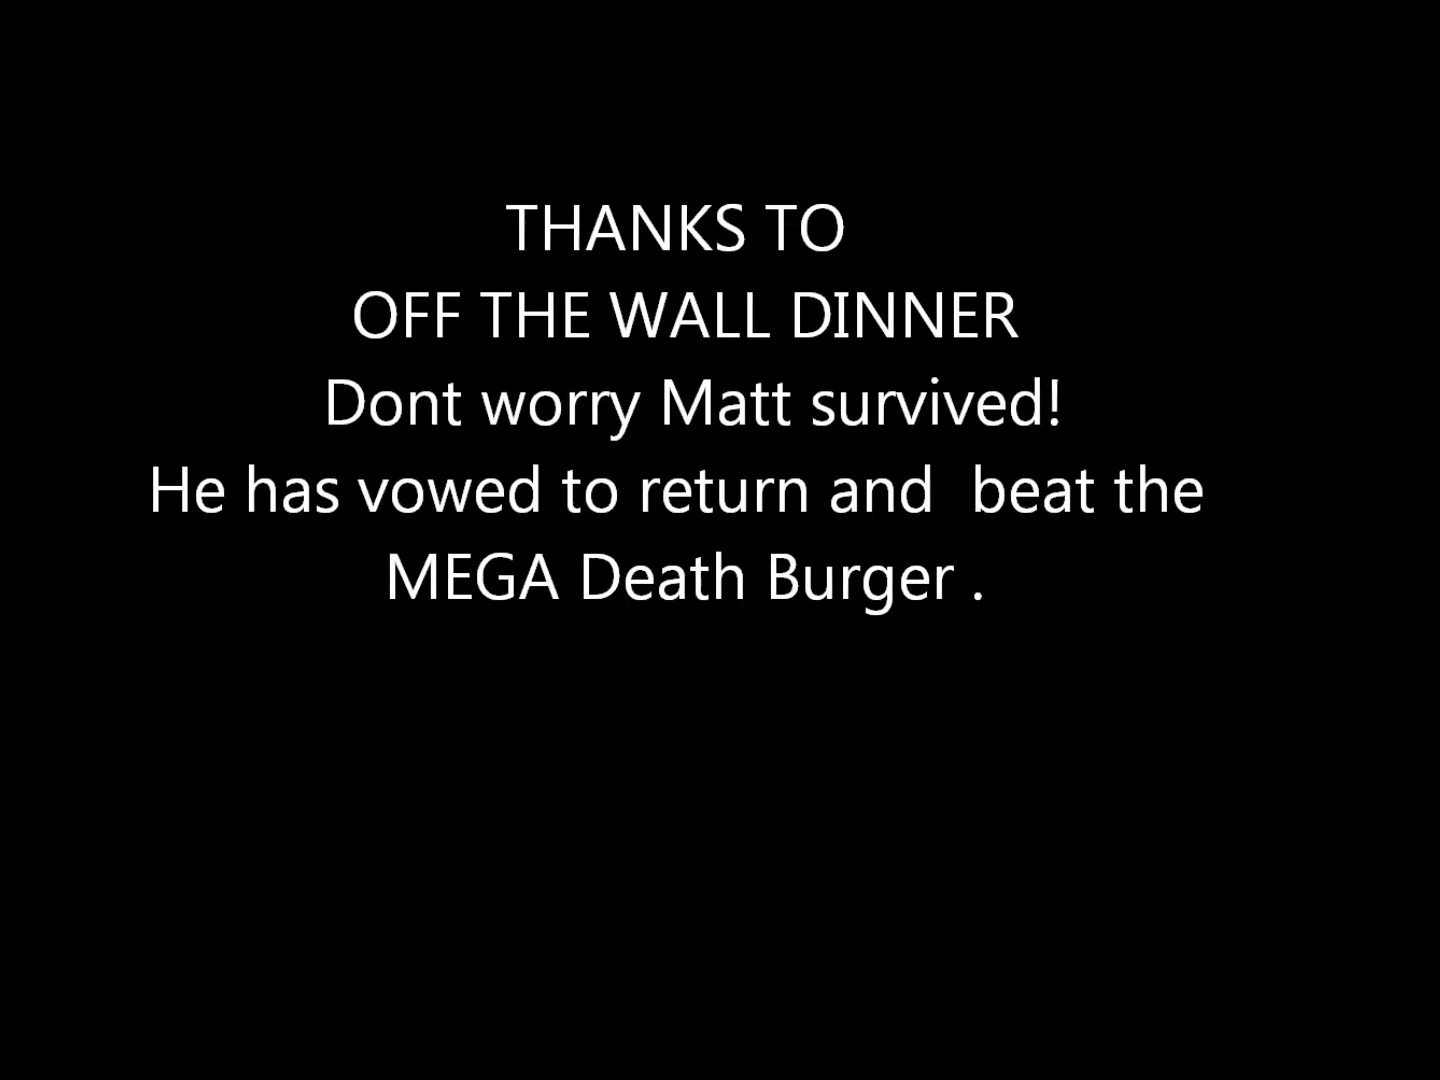 THANKS TO
OFF THE WALL DINNER
Dont worry Matt survived!
He has vowed to return and  beat the
MEGA Death Burger .